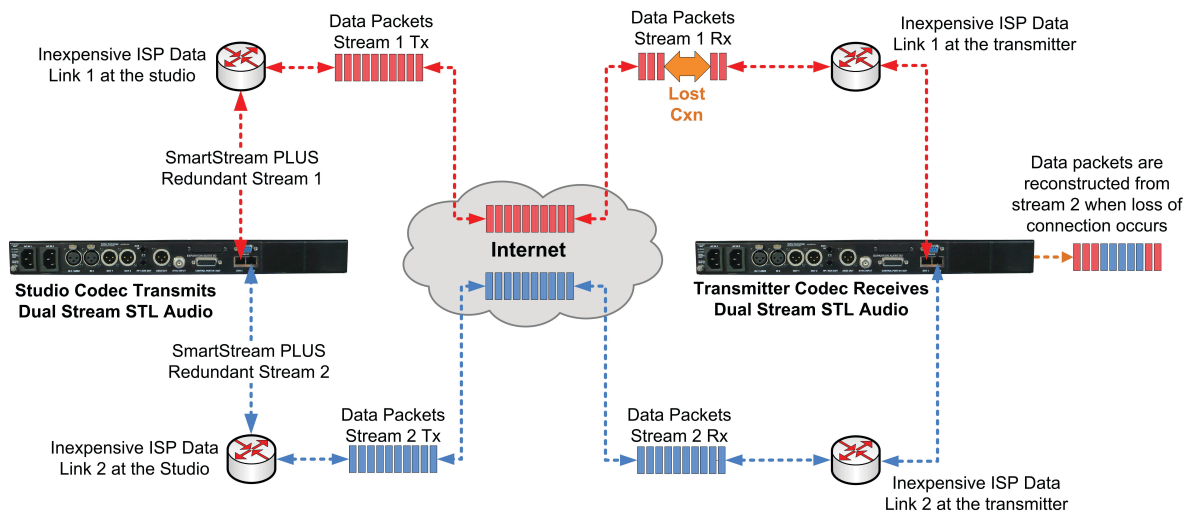 Inexpensive ISP Data
Link 1 at the studio
Data Packets
Stream 1 Tx
Data Packets
Stream 1 Rx
Lost
Cxn
Inexpensive ISP Data
Link 1 at the transmitter
SmartStream PLUS
Redundant Stream 1
Data packets are
reconstructed from
stream 2 when loss of
connection occurs
Internet
Studio Codec Transmits
Dual Stream STL Audio
Transmitter Codec Receives
Dual Stream STL Audio
SmartStream PLUS
Redundant Stream 2
Data Packets
Stream 2 Tx
Data Packets
Stream 2 Rx
Inexpensive ISP Data
Link 2 at the Studio
Inexpensive ISP Data
Link 2 at the transmitter